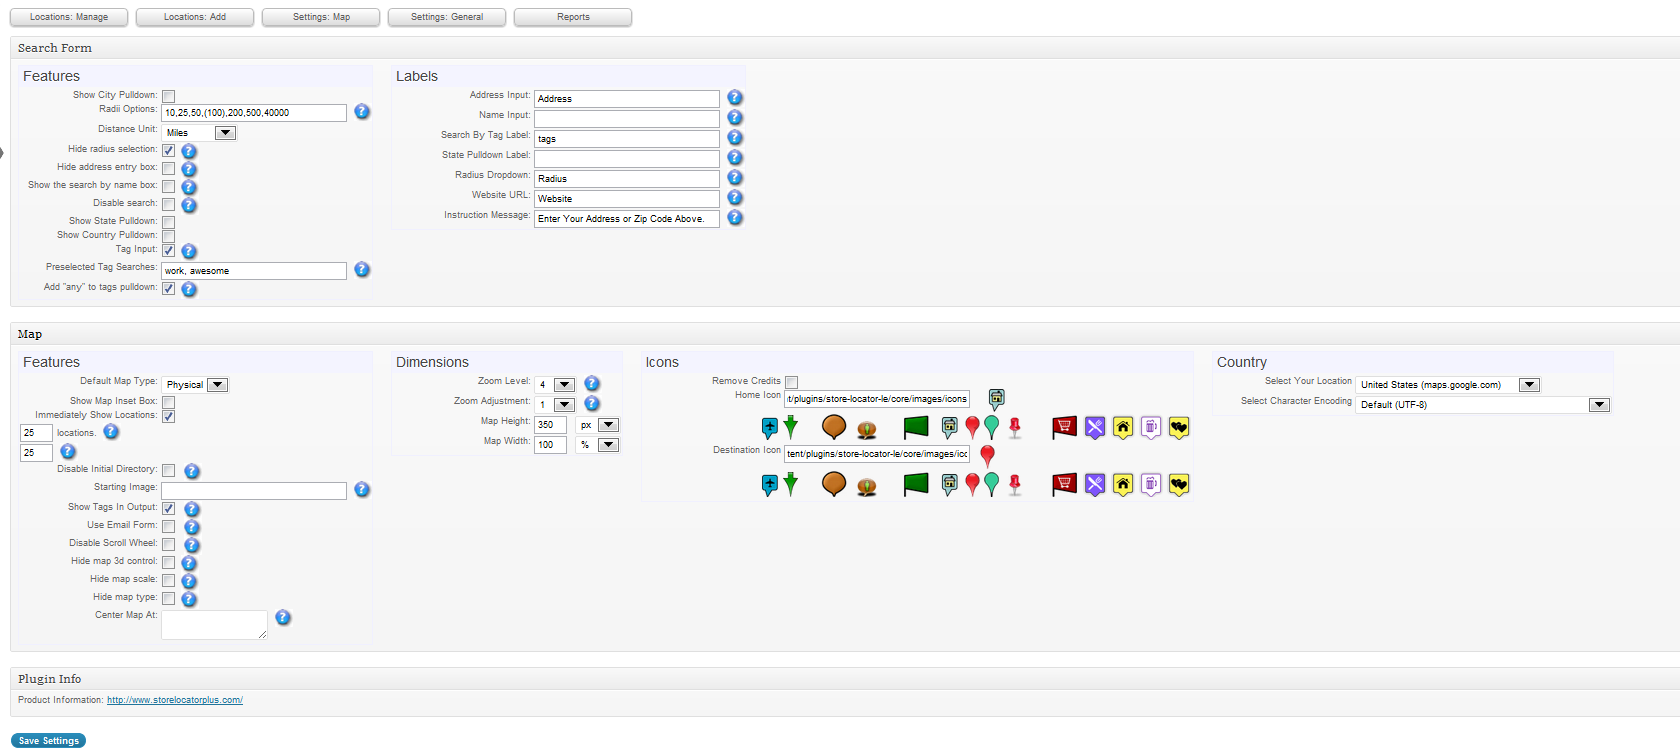 Locations: Manage
Locations: Add
Settings: Map
Settings: General
Reports
Search Form
Features
Show City Pulldown:
Radii Options: 10,25,50,(100),200,500,40000
Distance Unit: Miles
Hide radius selection:
Hide address entry box:
Show the search by name box:
Disable search:
Show State Pulldown:
Show Country Pulldown:
Tag Input:
Preselected Tag Searches: work, awesome
Add "any" to tags pulldown:
Labels
Address Input: Address
Name Input:
Search By Tag Label: tags
State Pulldown Label:
Radius Dropdown: Radius
Website URL: Website
Instruction Message: Enter Your Address or Zip Code Above.
Map
Features
Default Map Type: Physical
Show Map Inset Box:
Immediately Show Locations:
25 locations.
25
Disable Initial Directory:
Starting Image:
Show Tags In Output:
Use Email Form:
Disable Scroll Wheel:
Hide map 3d control:
Hide map scale:
Hide map type:
Center Map At:
Dimensions
Zoom Level: 4
Zoom Adjustment: 1
Map Height: 350 px
Map Width: 100 %
Icons
Remove Credits
Home Icon t/plugins/store-locator-le/core/images/icons
Destination Icon tent/plugins/store-locator-le/core/images/ico
Country
Select Your Location United States (maps.google.com)
Select Character Encoding Default (UTF-8)
Plugin Info
Product Information: http://www.storelocatorplus.com/
Save Settings